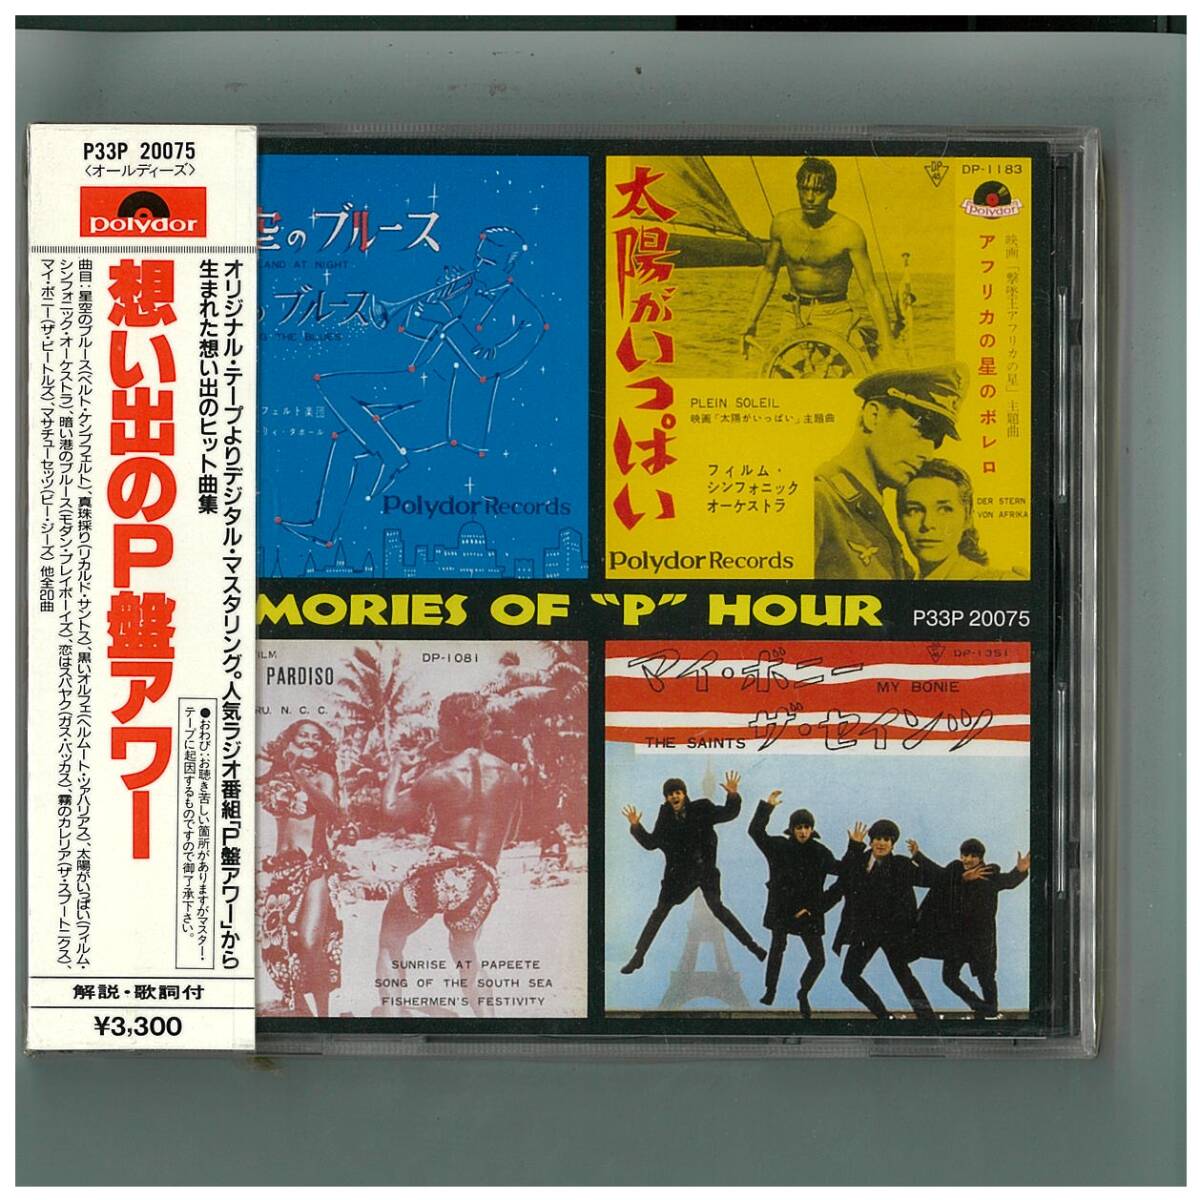 P33P 20075
〈オールディーズ〉
polydor
オリジナル・テープよりデジタル・マスタリング。人気ラジオ番組「P盤アワー」から
生まれた想い出のヒット曲集
想い出のP盤アワー
曲目:星空のブルース(ベルト・ケンプフェルト)、真珠採り(リカルド・サントス)、黒いオルフェ(ヘルムート・ツァハリアス)、太陽がいっぱい(フィルム・
シンフォニック・オーケストラ)、暗い港のブルース(モダン・プレイボーイズ)、恋はスバヤク(ガス・バッカス)、霧のカレリア(ザ・スプートニクス)、
マイ・ボニー(ザ・ビートルズ)、マサチューセッツ(ビー・ジーズ) 他全20曲
●おわび:お聴き苦しい箇所がありますがマスター・
テープに起因するものですので御了承下さい。
解説・歌詞付
¥3,300
空のブルース
LAND AT NIGHT
ブルース
THE BLUES
フェルト楽団
リィ・タボール
Polydor Records
太陽がいっぱい
DP-1183
Polydor
映画「撃墜王アフリカの星」主題曲
アフリカの星のボレロ
PLEIN SOLEIL
映画「太陽がいっぱい」主題曲
フィルム・
シンフォニック
オーケストラ
DER STERN
VON AFRIKA
Polydor Records
MORIES OF "P" HOUR
P33P 20075
ILM
DP-1081
PARDISO
RU. N. C. C.
SUNRISE AT PAPEETE
SONG OF THE SOUTH SEA
FISHERMEN'S FESTIVITY
DP-1351
マイ・ボニー
MY BONIE
THE SAINTS
ザ・セインツ